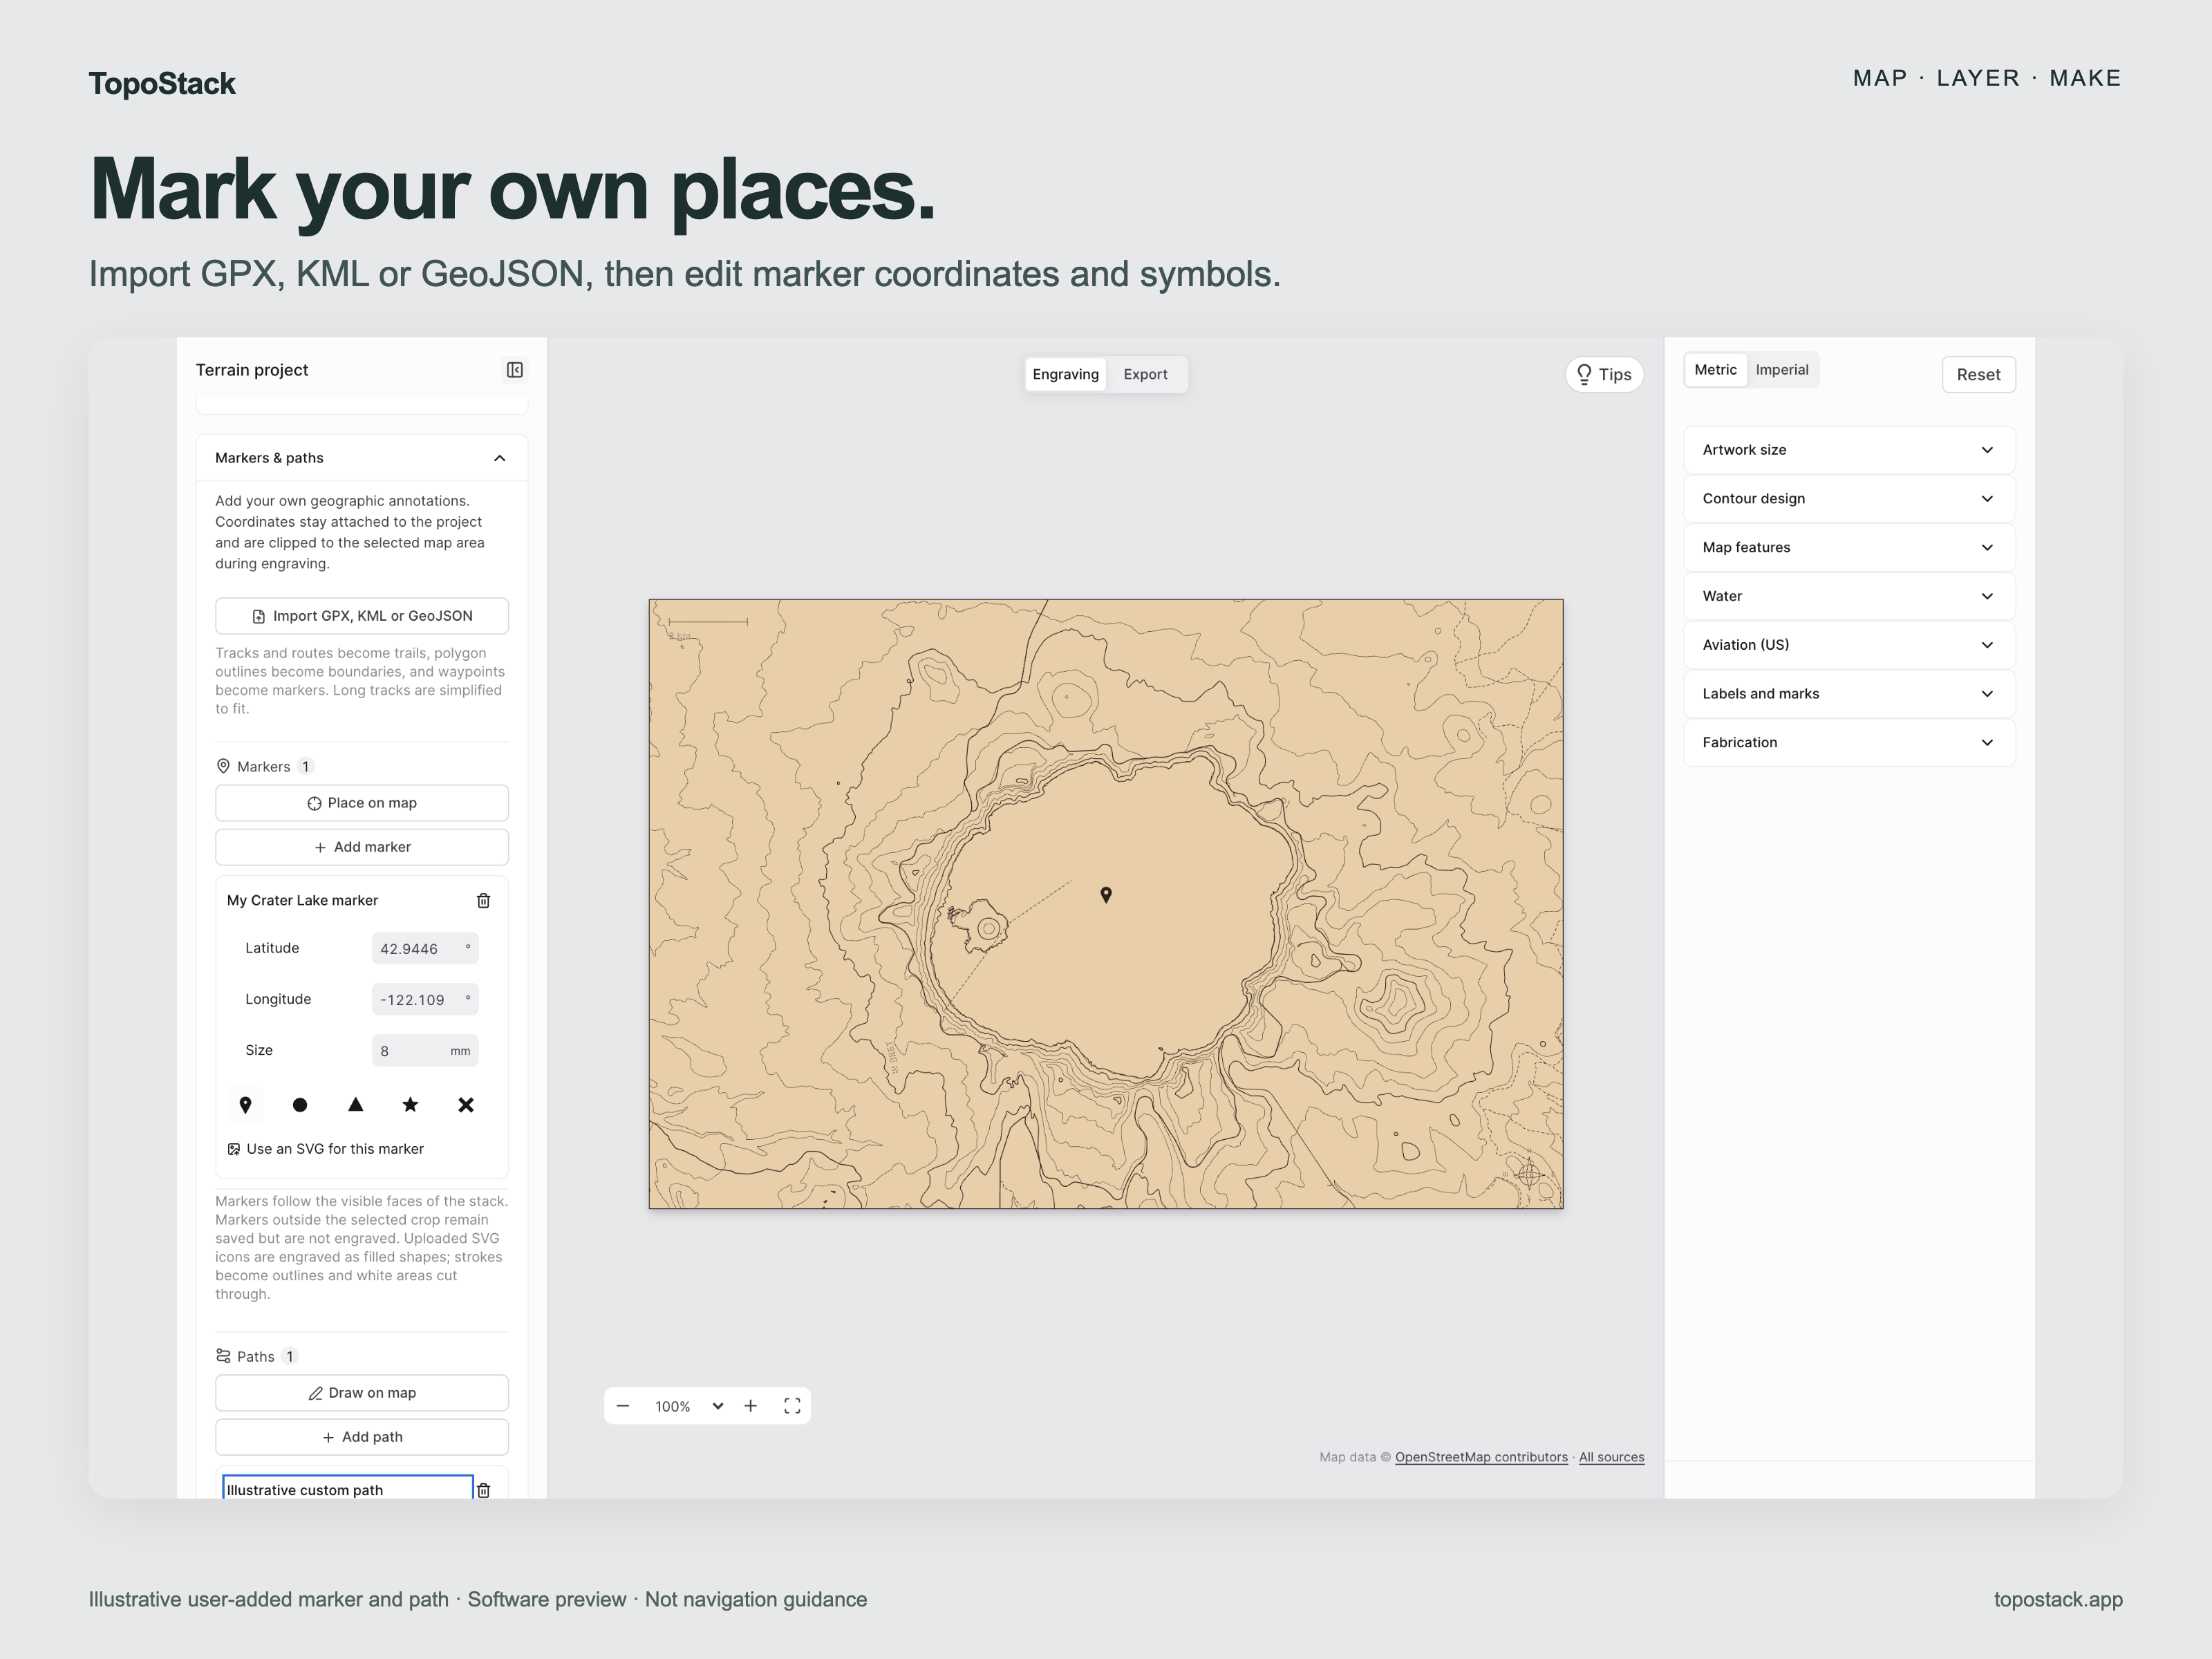 TopoStack
MAP · LAYER · MAKE
Mark your own places.
Import GPX, KML or GeoJSON, then edit marker coordinates and symbols.
Terrain project
Markers & paths
Add your own geographic annotations.
Coordinates stay attached to the project
and are clipped to the selected map area
during engraving.
Import GPX, KML or GeoJSON
Tracks and routes become trails, polygon
outlines become boundaries, and waypoints
become markers. Long tracks are simplified
to fit.
Markers 1
Place on map
+ Add marker
My Crater Lake marker
Latitude 42.9446 °
Longitude -122.109 °
Size 8 mm
Use an SVG for this marker
Markers follow the visible faces of the stack.
Markers outside the selected crop remain
saved but are not engraved. Uploaded SVG
icons are engraved as filled shapes; strokes
become outlines and white areas cut
through.
Paths 1
Draw on map
+ Add path
Illustrative custom path
Engraving Export
Tips
1980 m
100%
Map data © OpenStreetMap contributors · All sources
Metric Imperial
Reset
Artwork size
Contour design
Map features
Water
Aviation (US)
Labels and marks
Fabrication
Illustrative user-added marker and path · Software preview · Not navigation guidance
topostack.app